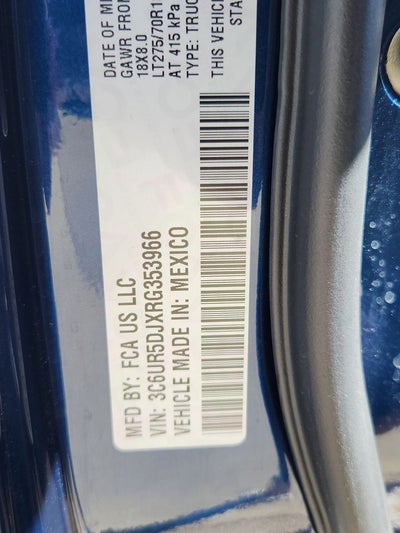 MFD BY: FCA US LLC
VIN: 3C6UR5DJXRG353966
VEHICLE MADE IN: MEXICO
DATE OF
GAWR FRON
18X8.0
LT275/70R1
AT 415 kPa
TYPE: TRUC
THIS VEHICL
STA